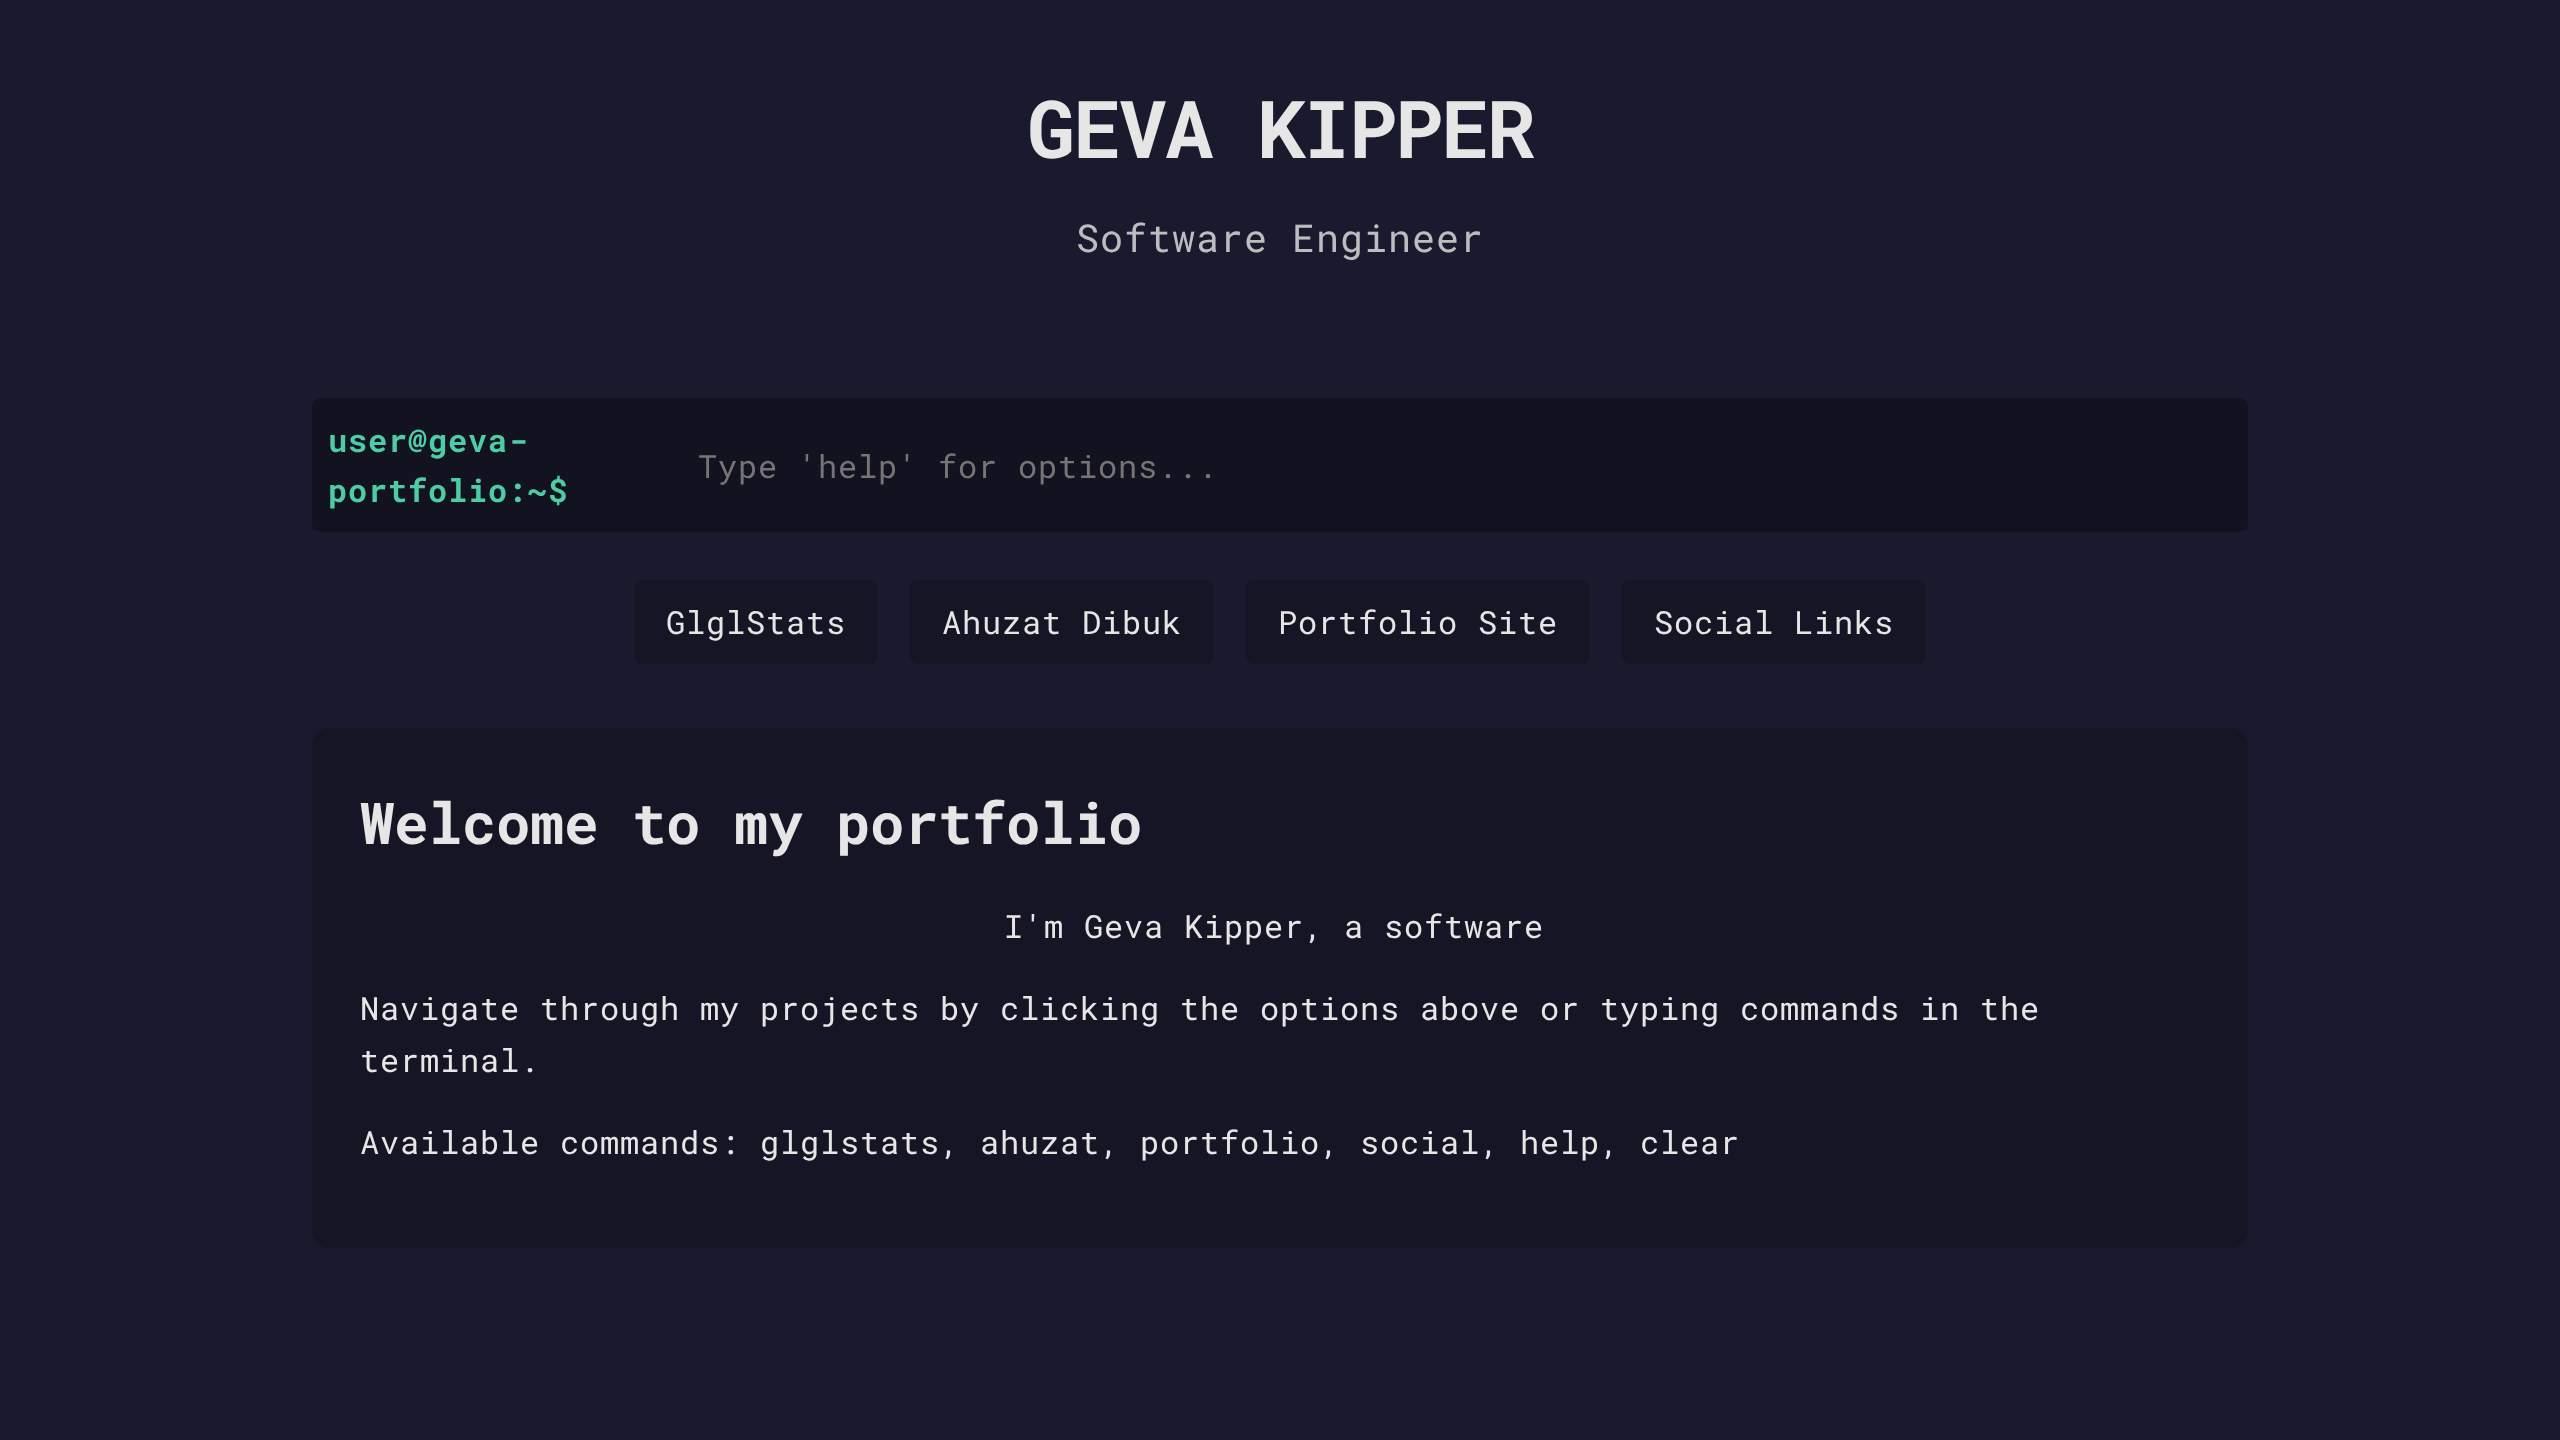 GEVA KIPPER
Software Engineer
user@geva-
portfolio:~$
Type 'help' for options...
GlglStats
Ahuzat Dibuk
Portfolio Site
Social Links
Welcome to my portfolio
I'm Geva Kipper, a software
Navigate through my projects by clicking the options above or typing commands in the
terminal.
Available commands: glglstats, ahuzat, portfolio, social, help, clear